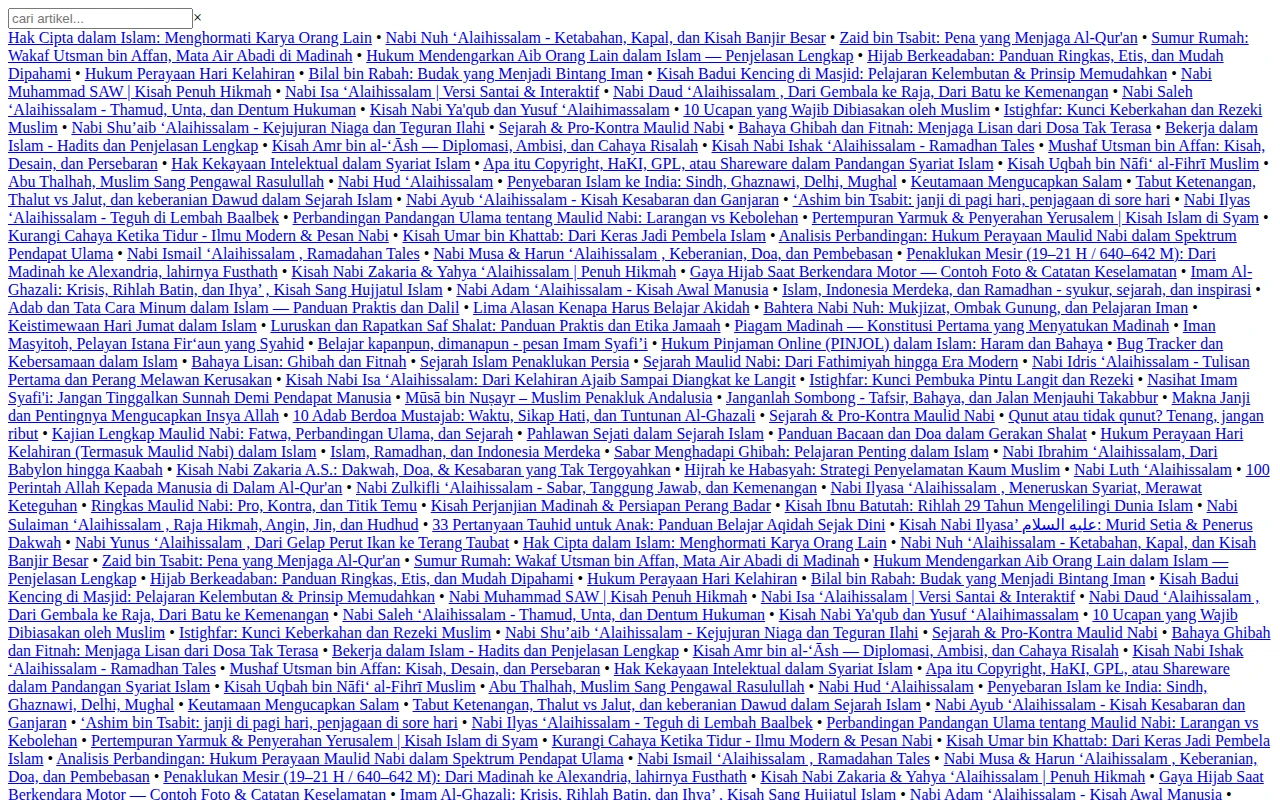 cari artikel... ×
Hak Cipta dalam Islam: Menghormati Karya Orang Lain • Nabi Nuh ‘Alaihissalam - Ketabahan, Kapal, dan Kisah Banjir Besar • Zaid bin Tsabit: Pena yang Menjaga Al-Qur'an • Sumur Rumah:
Wakaf Utsman bin Affan, Mata Air Abadi di Madinah • Hukum Mendengarkan Aib Orang Lain dalam Islam — Penjelasan Lengkap • Hijab Berkeadaban: Panduan Ringkas, Etis, dan Mudah
Dipahami • Hukum Perayaan Hari Kelahiran • Bilal bin Rabah: Budak yang Menjadi Bintang Iman • Kisah Badui Kencing di Masjid: Pelajaran Kelembutan & Prinsip Memudahkan • Nabi
Muhammad SAW | Kisah Penuh Hikmah • Nabi Isa ‘Alaihissalam | Versi Santai & Interaktif • Nabi Daud ‘Alaihissalam , Dari Gembala ke Raja, Dari Batu ke Kemenangan • Nabi Saleh
‘Alaihissalam - Thamud, Unta, dan Dentum Hukuman • Kisah Nabi Ya'qub dan Yusuf ‘Alaihimassalam • 10 Ucapan yang Wajib Dibiasakan oleh Muslim • Istighfar: Kunci Keberkahan dan Rezeki
Muslim • Nabi Shu’aib ‘Alaihissalam - Kejujuran Niaga dan Teguran Ilahi • Sejarah & Pro-Kontra Maulid Nabi • Bahaya Ghibah dan Fitnah: Menjaga Lisan dari Dosa Tak Terasa • Bekerja dalam
Islam - Hadits dan Penjelasan Lengkap • Kisah Amr bin al-‘Āsh — Diplomasi, Ambisi, dan Cahaya Risalah • Kisah Nabi Ishak ‘Alaihissalam - Ramadhan Tales • Mushaf Utsman bin Affan: Kisah,
Desain, dan Persebaran • Hak Kekayaan Intelektual dalam Syariat Islam • Apa itu Copyright, HaKI, GPL, atau Shareware dalam Pandangan Syariat Islam • Kisah Uqbah bin Nāfi‘ al-Fihrī Muslim •
Abu Thalhah, Muslim Sang Pengawal Rasulullah • Nabi Hud ‘Alaihissalam • Penyebaran Islam ke India: Sindh, Ghaznawi, Delhi, Mughal • Keutamaan Mengucapkan Salam • Tabut Ketenangan,
Thalut vs Jalut, dan keberanian Dawud dalam Sejarah Islam • Nabi Ayub ‘Alaihissalam - Kisah Kesabaran dan Ganjaran • ‘Ashim bin Tsabit: janji di pagi hari, penjagaan di sore hari • Nabi Ilyas
‘Alaihissalam - Teguh di Lembah Baalbek • Perbandingan Pandangan Ulama tentang Maulid Nabi: Larangan vs Kebolehan • Pertempuran Yarmuk & Penyerahan Yerusalem | Kisah Islam di Syam •
Kurangi Cahaya Ketika Tidur - Ilmu Modern & Pesan Nabi • Kisah Umar bin Khattab: Dari Keras Jadi Pembela Islam • Analisis Perbandingan: Hukum Perayaan Maulid Nabi dalam Spektrum
Pendapat Ulama • Nabi Ismail ‘Alaihissalam , Ramadahan Tales • Nabi Musa & Harun ‘Alaihissalam , Keberanian, Doa, dan Pembebasan • Penaklukan Mesir (19–21 H / 640–642 M): Dari
Madinah ke Alexandria, lahirnya Fusthath • Kisah Nabi Zakaria & Yahya ‘Alaihissalam | Penuh Hikmah • Gaya Hijab Saat Berkendara Motor — Contoh Foto & Catatan Keselamatan • Imam Al-
Ghazali: Krisis, Rihlah Batin, dan Ihya’ , Kisah Sang Hujjatul Islam • Nabi Adam ‘Alaihissalam - Kisah Awal Manusia • Islam, Indonesia Merdeka, dan Ramadhan - syukur, sejarah, dan inspirasi •
Adab dan Tata Cara Minum dalam Islam — Panduan Praktis dan Dalil • Lima Alasan Kenapa Harus Belajar Akidah • Bahtera Nabi Nuh: Mukjizat, Ombak Gunung, dan Pelajaran Iman •
Keistimewaan Hari Jumat dalam Islam • Luruskan dan Rapatkan Saf Shalat: Panduan Praktis dan Etika Jamaah • Piagam Madinah — Konstitusi Pertama yang Menyatukan Madinah • Iman
Masyitoh, Pelayan Istana Fir‘aun yang Syahid • Belajar kapanpun, dimanapun - pesan Imam Syafi’i • Hukum Pinjaman Online (PINJOL) dalam Islam: Haram dan Bahaya • Bug Tracker dan
Kebersamaan dalam Islam • Bahaya Lisan: Ghibah dan Fitnah • Sejarah Islam Penaklukan Persia • Sejarah Maulid Nabi: Dari Fathimiyah hingga Era Modern • Nabi Idris ‘Alaihissalam - Tulisan
Pertama dan Perang Melawan Kerusakan • Kisah Nabi Isa ‘Alaihissalam: Dari Kelahiran Ajaib Sampai Diangkat ke Langit • Istighfar: Kunci Pembuka Pintu Langit dan Rezeki • Nasihat Imam
Syafi'i: Jangan Tinggalkan Sunnah Demi Pendapat Manusia • Mūsā bin Nuṣayr – Muslim Penakluk Andalusia • Janganlah Sombong - Tafsir, Bahaya, dan Jalan Menjauhi Takabbur • Makna Janji
dan Pentingnya Mengucapkan Insya Allah • 10 Adab Berdoa Mustajab: Waktu, Sikap Hati, dan Tuntunan Al-Ghazali • Sejarah & Pro-Kontra Maulid Nabi • Qunut atau tidak qunut? Tenang, jangan
ribut • Kajian Lengkap Maulid Nabi: Fatwa, Perbandingan Ulama, dan Sejarah • Pahlawan Sejati dalam Sejarah Islam • Panduan Bacaan dan Doa dalam Gerakan Shalat • Hukum Perayaan Hari
Kelahiran (Termasuk Maulid Nabi) dalam Islam • Islam, Ramadhan, dan Indonesia Merdeka • Sabar Menghadapi Ghibah: Pelajaran Penting dalam Islam • Nabi Ibrahim ‘Alaihissalam, Dari
Babylon hingga Kaabah • Kisah Nabi Zakaria A.S.: Dakwah, Doa, & Kesabaran yang Tak Tergoyahkan • Hijrah ke Habasyah: Strategi Penyelamatan Kaum Muslim • Nabi Luth ‘Alaihissalam • 100
Perintah Allah Kepada Manusia di Dalam Al-Qur'an • Nabi Zulkifli ‘Alaihissalam - Sabar, Tanggung Jawab, dan Kemenangan • Nabi Ilyasa ‘Alaihissalam , Meneruskan Syariat, Merawat
Keteguhan • Ringkas Maulid Nabi: Pro, Kontra, dan Titik Temu • Kisah Perjanjian Madinah & Persiapan Perang Badar • Kisah Ibnu Batutah: Rihlah 29 Tahun Mengelilingi Dunia Islam • Nabi
Sulaiman ‘Alaihissalam , Raja Hikmah, Angin, Jin, dan Hudhud • 33 Pertanyaan Tauhid untuk Anak: Panduan Belajar Aqidah Sejak Dini • Kisah Nabi Ilyasa’ عليه السلام: Murid Setia & Penerus
Dakwah • Nabi Yunus ‘Alaihissalam , Dari Gelap Perut Ikan ke Terang Taubat • Hak Cipta dalam Islam: Menghormati Karya Orang Lain • Nabi Nuh ‘Alaihissalam - Ketabahan, Kapal, dan Kisah
Banjir Besar • Zaid bin Tsabit: Pena yang Menjaga Al-Qur'an • Sumur Rumah: Wakaf Utsman bin Affan, Mata Air Abadi di Madinah • Hukum Mendengarkan Aib Orang Lain dalam Islam —
Penjelasan Lengkap • Hijab Berkeadaban: Panduan Ringkas, Etis, dan Mudah Dipahami • Hukum Perayaan Hari Kelahiran • Bilal bin Rabah: Budak yang Menjadi Bintang Iman • Kisah Badui
Kencing di Masjid: Pelajaran Kelembutan & Prinsip Memudahkan • Nabi Muhammad SAW | Kisah Penuh Hikmah • Nabi Isa ‘Alaihissalam | Versi Santai & Interaktif • Nabi Daud ‘Alaihissalam ,
Dari Gembala ke Raja, Dari Batu ke Kemenangan • Nabi Saleh ‘Alaihissalam - Thamud, Unta, dan Dentum Hukuman • Kisah Nabi Ya'qub dan Yusuf ‘Alaihimassalam • 10 Ucapan yang Wajib
Dibiasakan oleh Muslim • Istighfar: Kunci Keberkahan dan Rezeki Muslim • Nabi Shu’aib ‘Alaihissalam - Kejujuran Niaga dan Teguran Ilahi • Sejarah & Pro-Kontra Maulid Nabi • Bahaya Ghibah
dan Fitnah: Menjaga Lisan dari Dosa Tak Terasa • Bekerja dalam Islam - Hadits dan Penjelasan Lengkap • Kisah Amr bin al-‘Āsh — Diplomasi, Ambisi, dan Cahaya Risalah • Kisah Nabi Ishak
‘Alaihissalam - Ramadhan Tales • Mushaf Utsman bin Affan: Kisah, Desain, dan Persebaran • Hak Kekayaan Intelektual dalam Syariat Islam • Apa itu Copyright, HaKI, GPL, atau Shareware
dalam Pandangan Syariat Islam • Kisah Uqbah bin Nāfi‘ al-Fihrī Muslim • Abu Thalhah, Muslim Sang Pengawal Rasulullah • Nabi Hud ‘Alaihissalam • Penyebaran Islam ke India: Sindh,
Ghaznawi, Delhi, Mughal • Keutamaan Mengucapkan Salam • Tabut Ketenangan, Thalut vs Jalut, dan keberanian Dawud dalam Sejarah Islam • Nabi Ayub ‘Alaihissalam - Kisah Kesabaran dan
Ganjaran • ‘Ashim bin Tsabit: janji di pagi hari, penjagaan di sore hari • Nabi Ilyas ‘Alaihissalam - Teguh di Lembah Baalbek • Perbandingan Pandangan Ulama tentang Maulid Nabi: Larangan vs
Kebolehan • Pertempuran Yarmuk & Penyerahan Yerusalem | Kisah Islam di Syam • Kurangi Cahaya Ketika Tidur - Ilmu Modern & Pesan Nabi • Kisah Umar bin Khattab: Dari Keras Jadi Pembela
Islam • Analisis Perbandingan: Hukum Perayaan Maulid Nabi dalam Spektrum Pendapat Ulama • Nabi Ismail ‘Alaihissalam , Ramadahan Tales • Nabi Musa & Harun ‘Alaihissalam , Keberanian,
Doa, dan Pembebasan • Penaklukan Mesir (19–21 H / 640–642 M): Dari Madinah ke Alexandria, lahirnya Fusthath • Kisah Nabi Zakaria & Yahya ‘Alaihissalam | Penuh Hikmah • Gaya Hijab Saat
Berkendara Motor — Contoh Foto & Catatan Keselamatan • Imam Al-Ghazali: Krisis, Rihlah Batin, dan Ihya’ , Kisah Sang Hujjatul Islam • Nabi Adam ‘Alaihissalam - Kisah Awal Manusia •